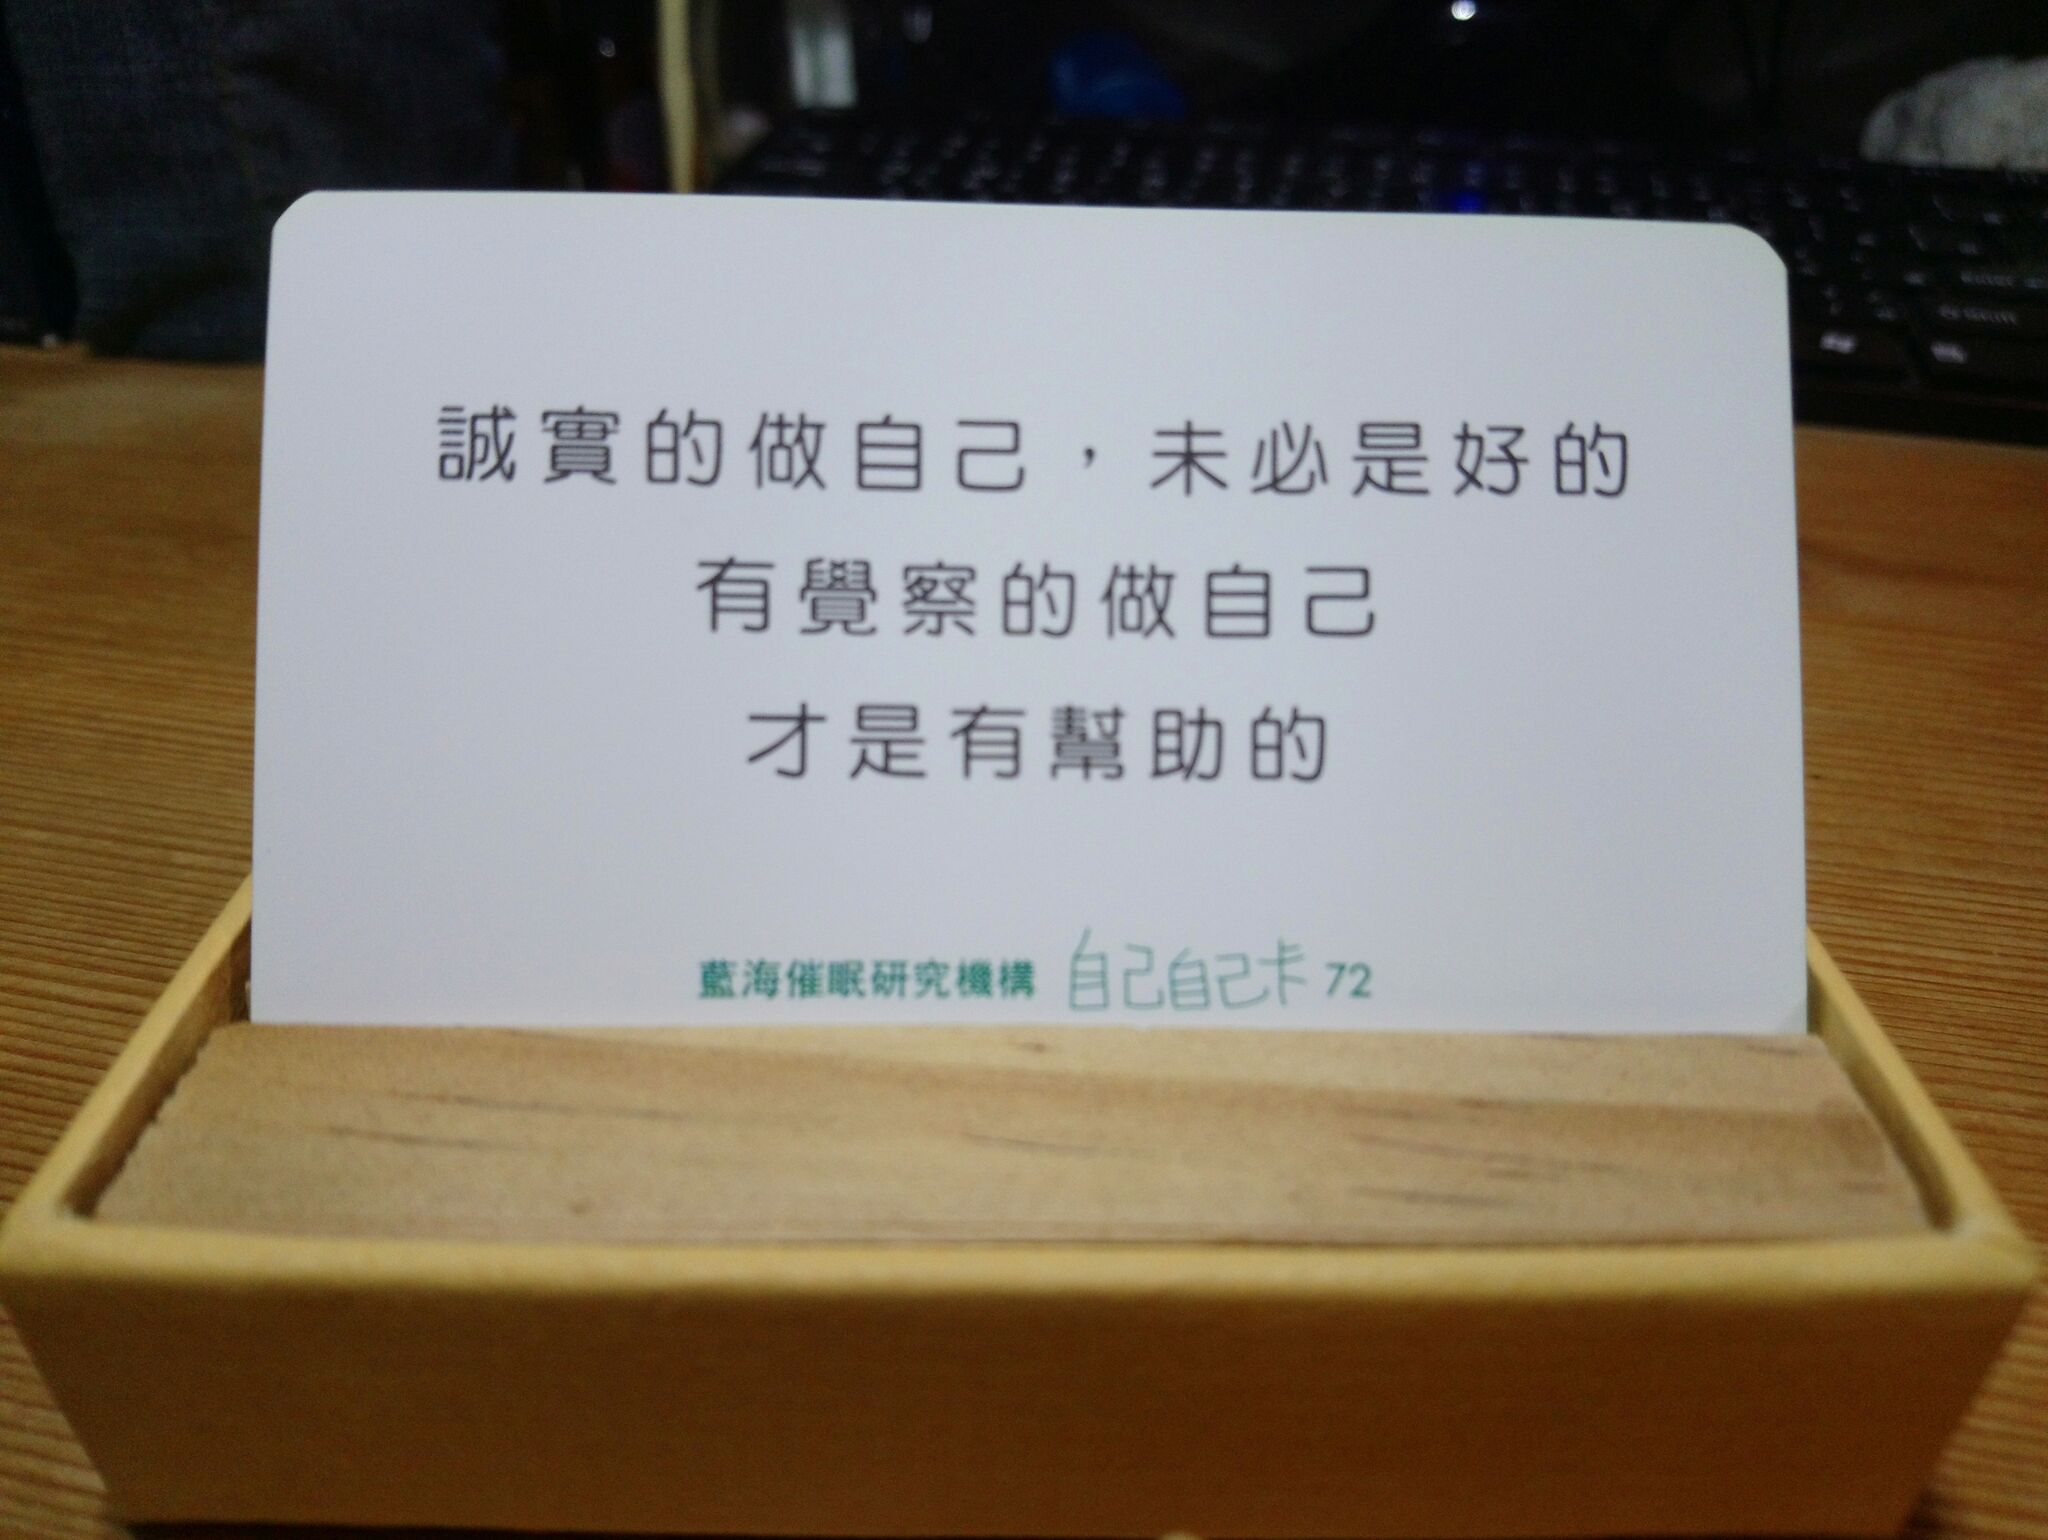 誠實的做自己，未必是好的
有覺察的做自己
才是有幫助的
藍海催眠研究機構 自己自己卡 72